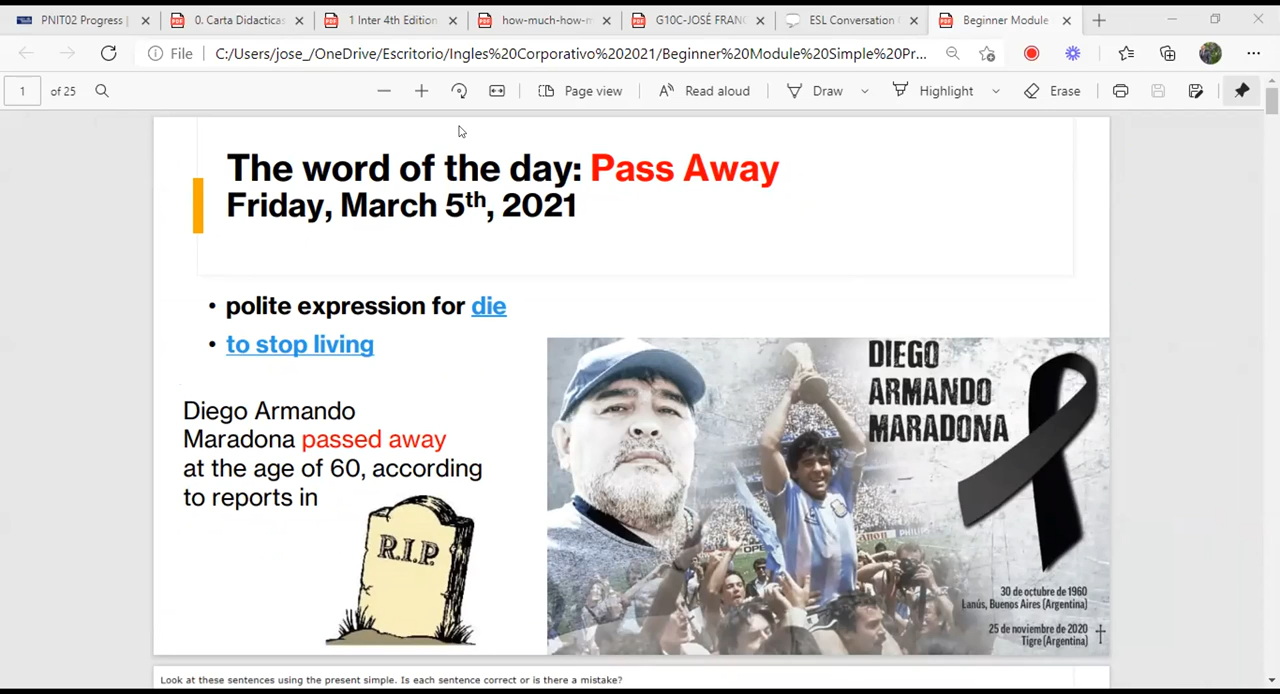 PNIT02 Progress |
0. Carta Didacticas
1 Inter 4th Edition
how-much-how-m
G10C-JOSÉ FRAN
ESL Conversation
Beginner Module
File
C:/Users/jose_/OneDrive/Escritorio/Ingles%20Corporativo%202021/Beginner%20Module%20Simple%20Pr...
1 of 25
Page view
Read aloud
Draw
Highlight
Erase
The word of the day: Pass Away
Friday, March 5th, 2021
• polite expression for die
• to stop living
Diego Armando
Maradona passed away
at the age of 60, according
to reports in
R.I.P.
DIEGO
ARMANDO
MARADONA
OPE
CANON
PHILIPS
30 de octubre de 1960
Lanús, Buenos Aires (Argentina)
25 de noviembre de 2020
Tigre (Argentina)
Look at these sentences using the present simple. Is each sentence correct or is there a mistake?